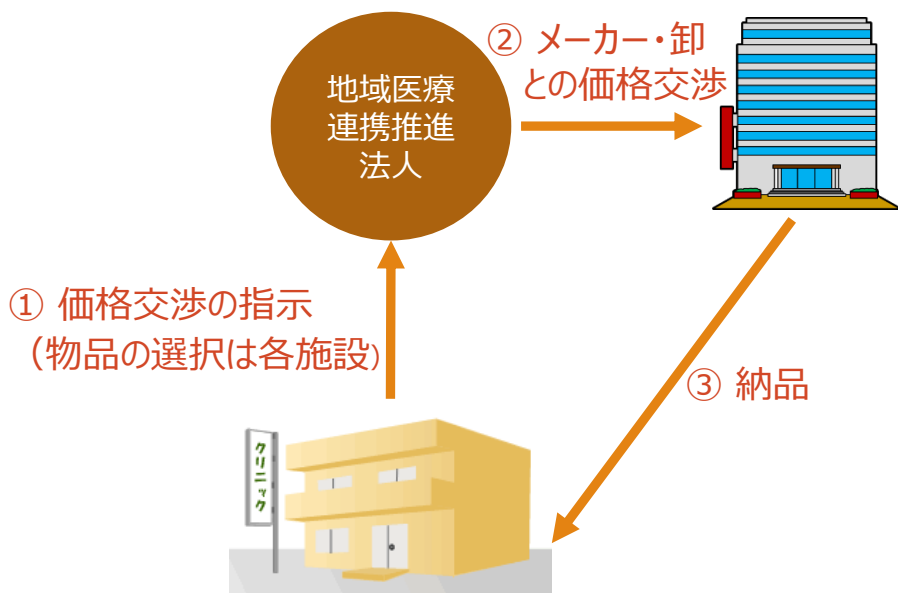 ② メーカー・卸
との価格交渉
地域医療
連携推進
法人
① 価格交渉の指示
（物品の選択は各施設)
③ 納品
クリニック